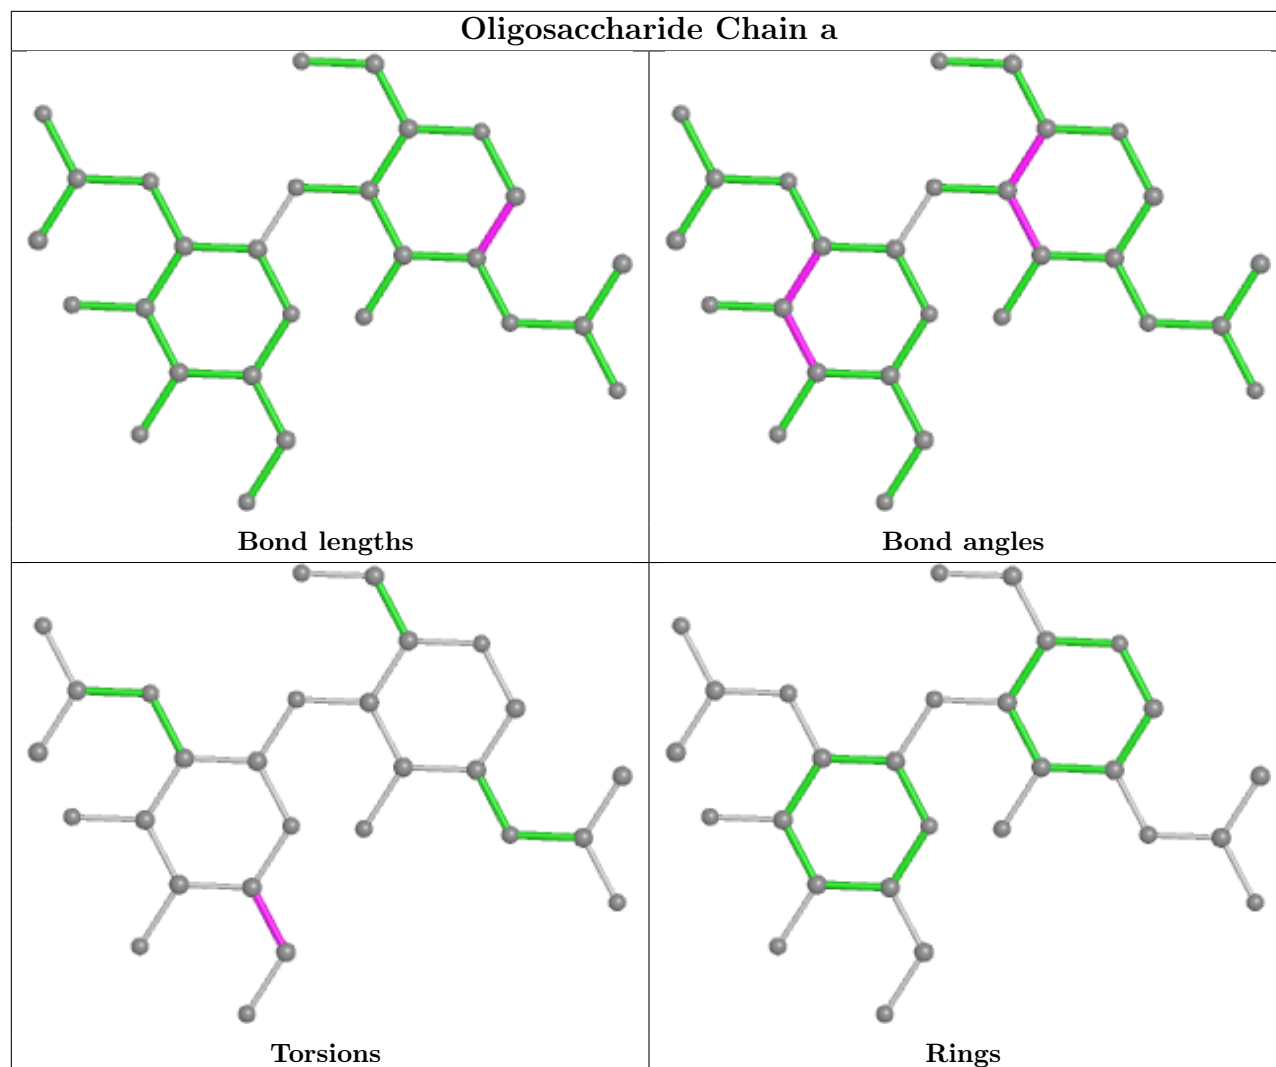 Oligosaccharide Chain a
Bond lengths
Bond angles
Torsions
Rings